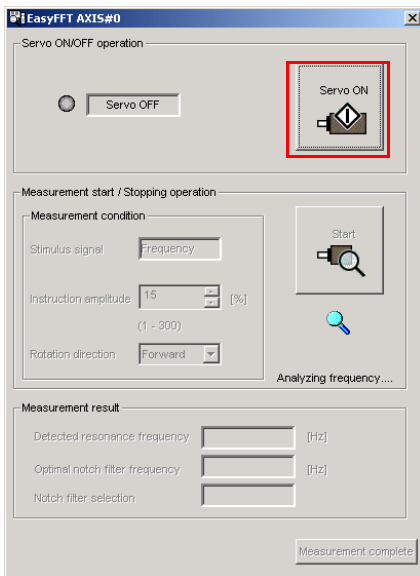 EasyFFT AXIS#0
Servo ON/OFF operation
Servo OFF
Servo ON
Measurement start / Stopping operation
Measurement condition
Stimulus signal
Frequency
Instruction amplitude
15
[%]
(1 - 300)
Rotation direction
Forward
Start
Analyzing frequency....
Measurement result
Detected resonance frequency
[Hz]
Optimal notch filter frequency
[Hz]
Notch filter selection
Measurement complete